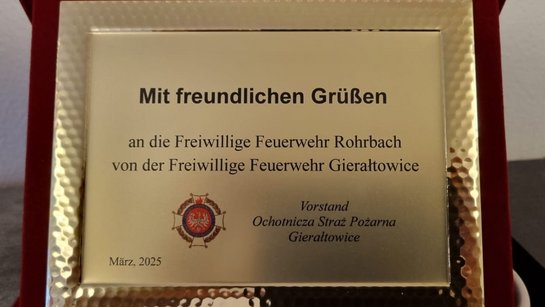 Mit freundlichen Grüßen
an die Freiwillige Feuerwehr Rohrbach
von der Freiwillige Feuerwehr Gierałtowice
Vorstand
Ochotnicza Straż Pożarna
Gierałtowice
März, 2025